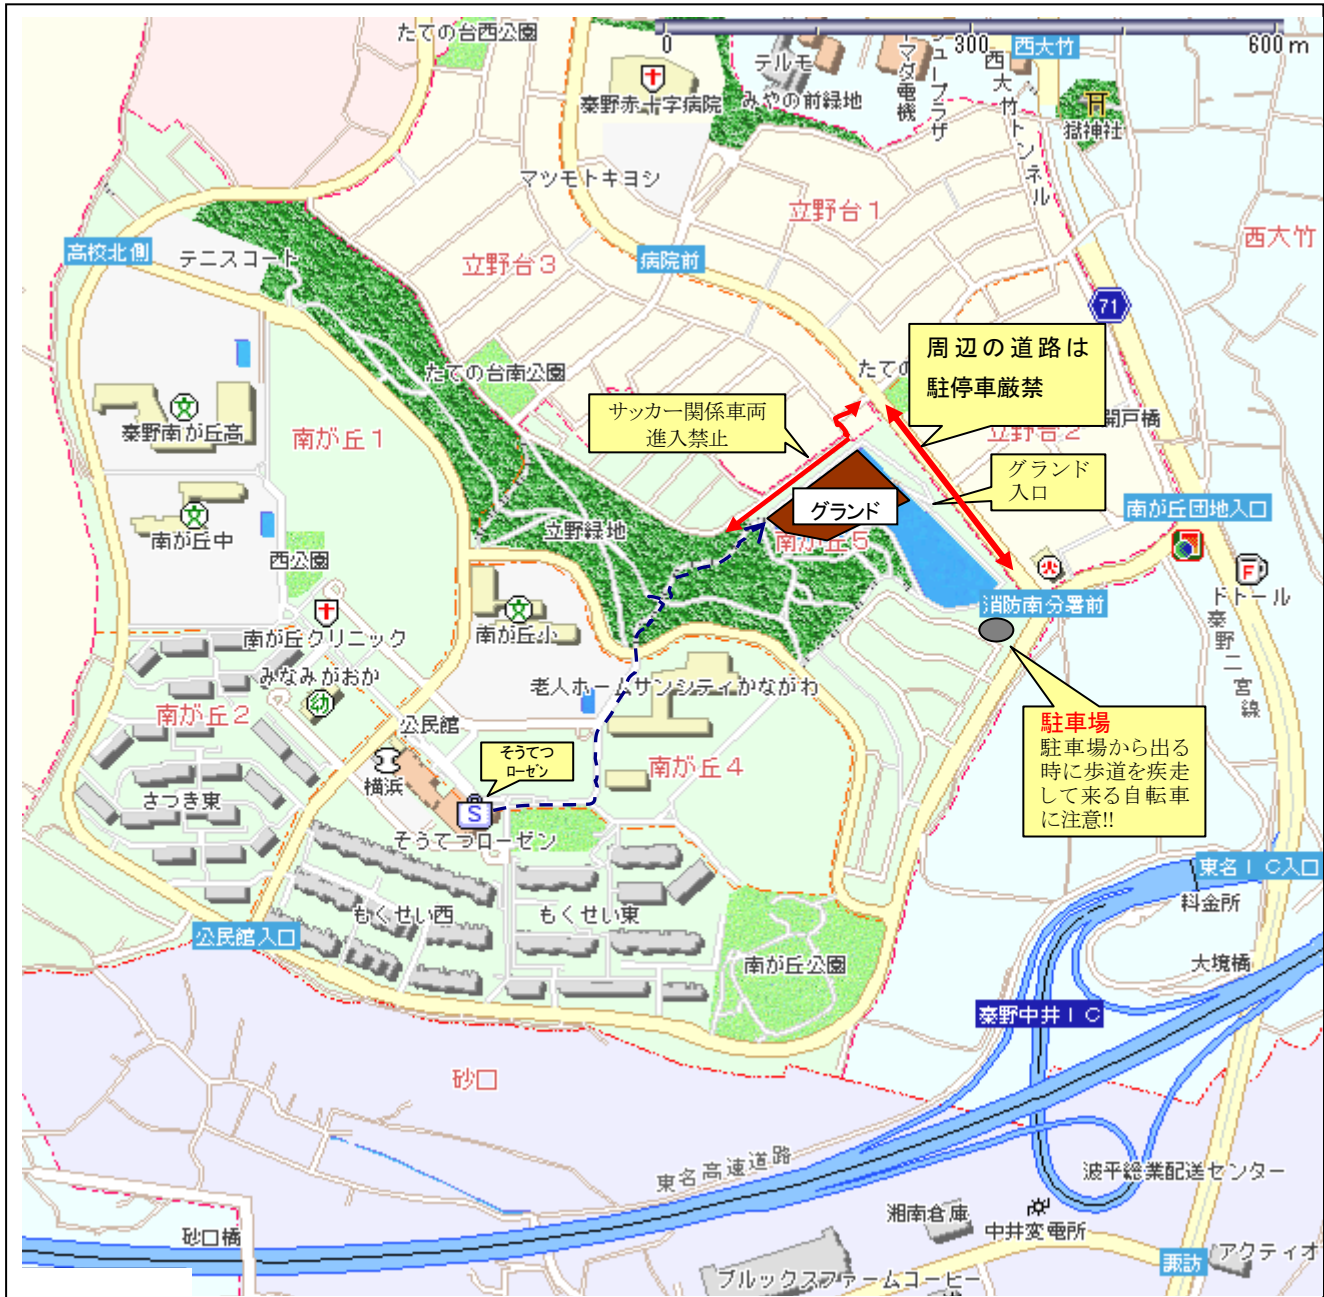 たての台西公園
0
300
600 m
西大竹
テルモ
みやの前緑地
マダ電機
ュープラザ
西大竹トンネル
嶽神社
秦野赤十字病院
マツモトキヨシ
立野台1
西大竹
高校北側
テニスコート
立野台3
病院前
71
周辺の道路は
駐停車厳禁
たての台南公園
たての
サッカー関係車両
進入禁止
立野台2
開戸橋
秦野南が丘高
南が丘1
グランド
入口
グランド
南が丘団地入口
南が丘中
立野緑地
南が丘5
西公園
火
F
ドトール
消防南分署前
南が丘クリニック
南が丘小
秦野二宮線
みなみがおか
幼
老人ホームサンシティかながわ
南が丘2
公民館
駐車場
駐車場から出る
時に歩道を疾走
して来る自転車
に注意!!
そうてつ
ローゼン
南が丘4
横浜
さつき東
S
そうてつローゼン
東名IC入口
料金所
もくせい西
もくせい東
公民館入口
南が丘公園
大境橋
秦野中井IC
砂口
東名高速道路
波平総業配送センター
湘南倉庫
中井変電所
砂口橋
諏訪
アクティオ
ブルックスファームコーヒー